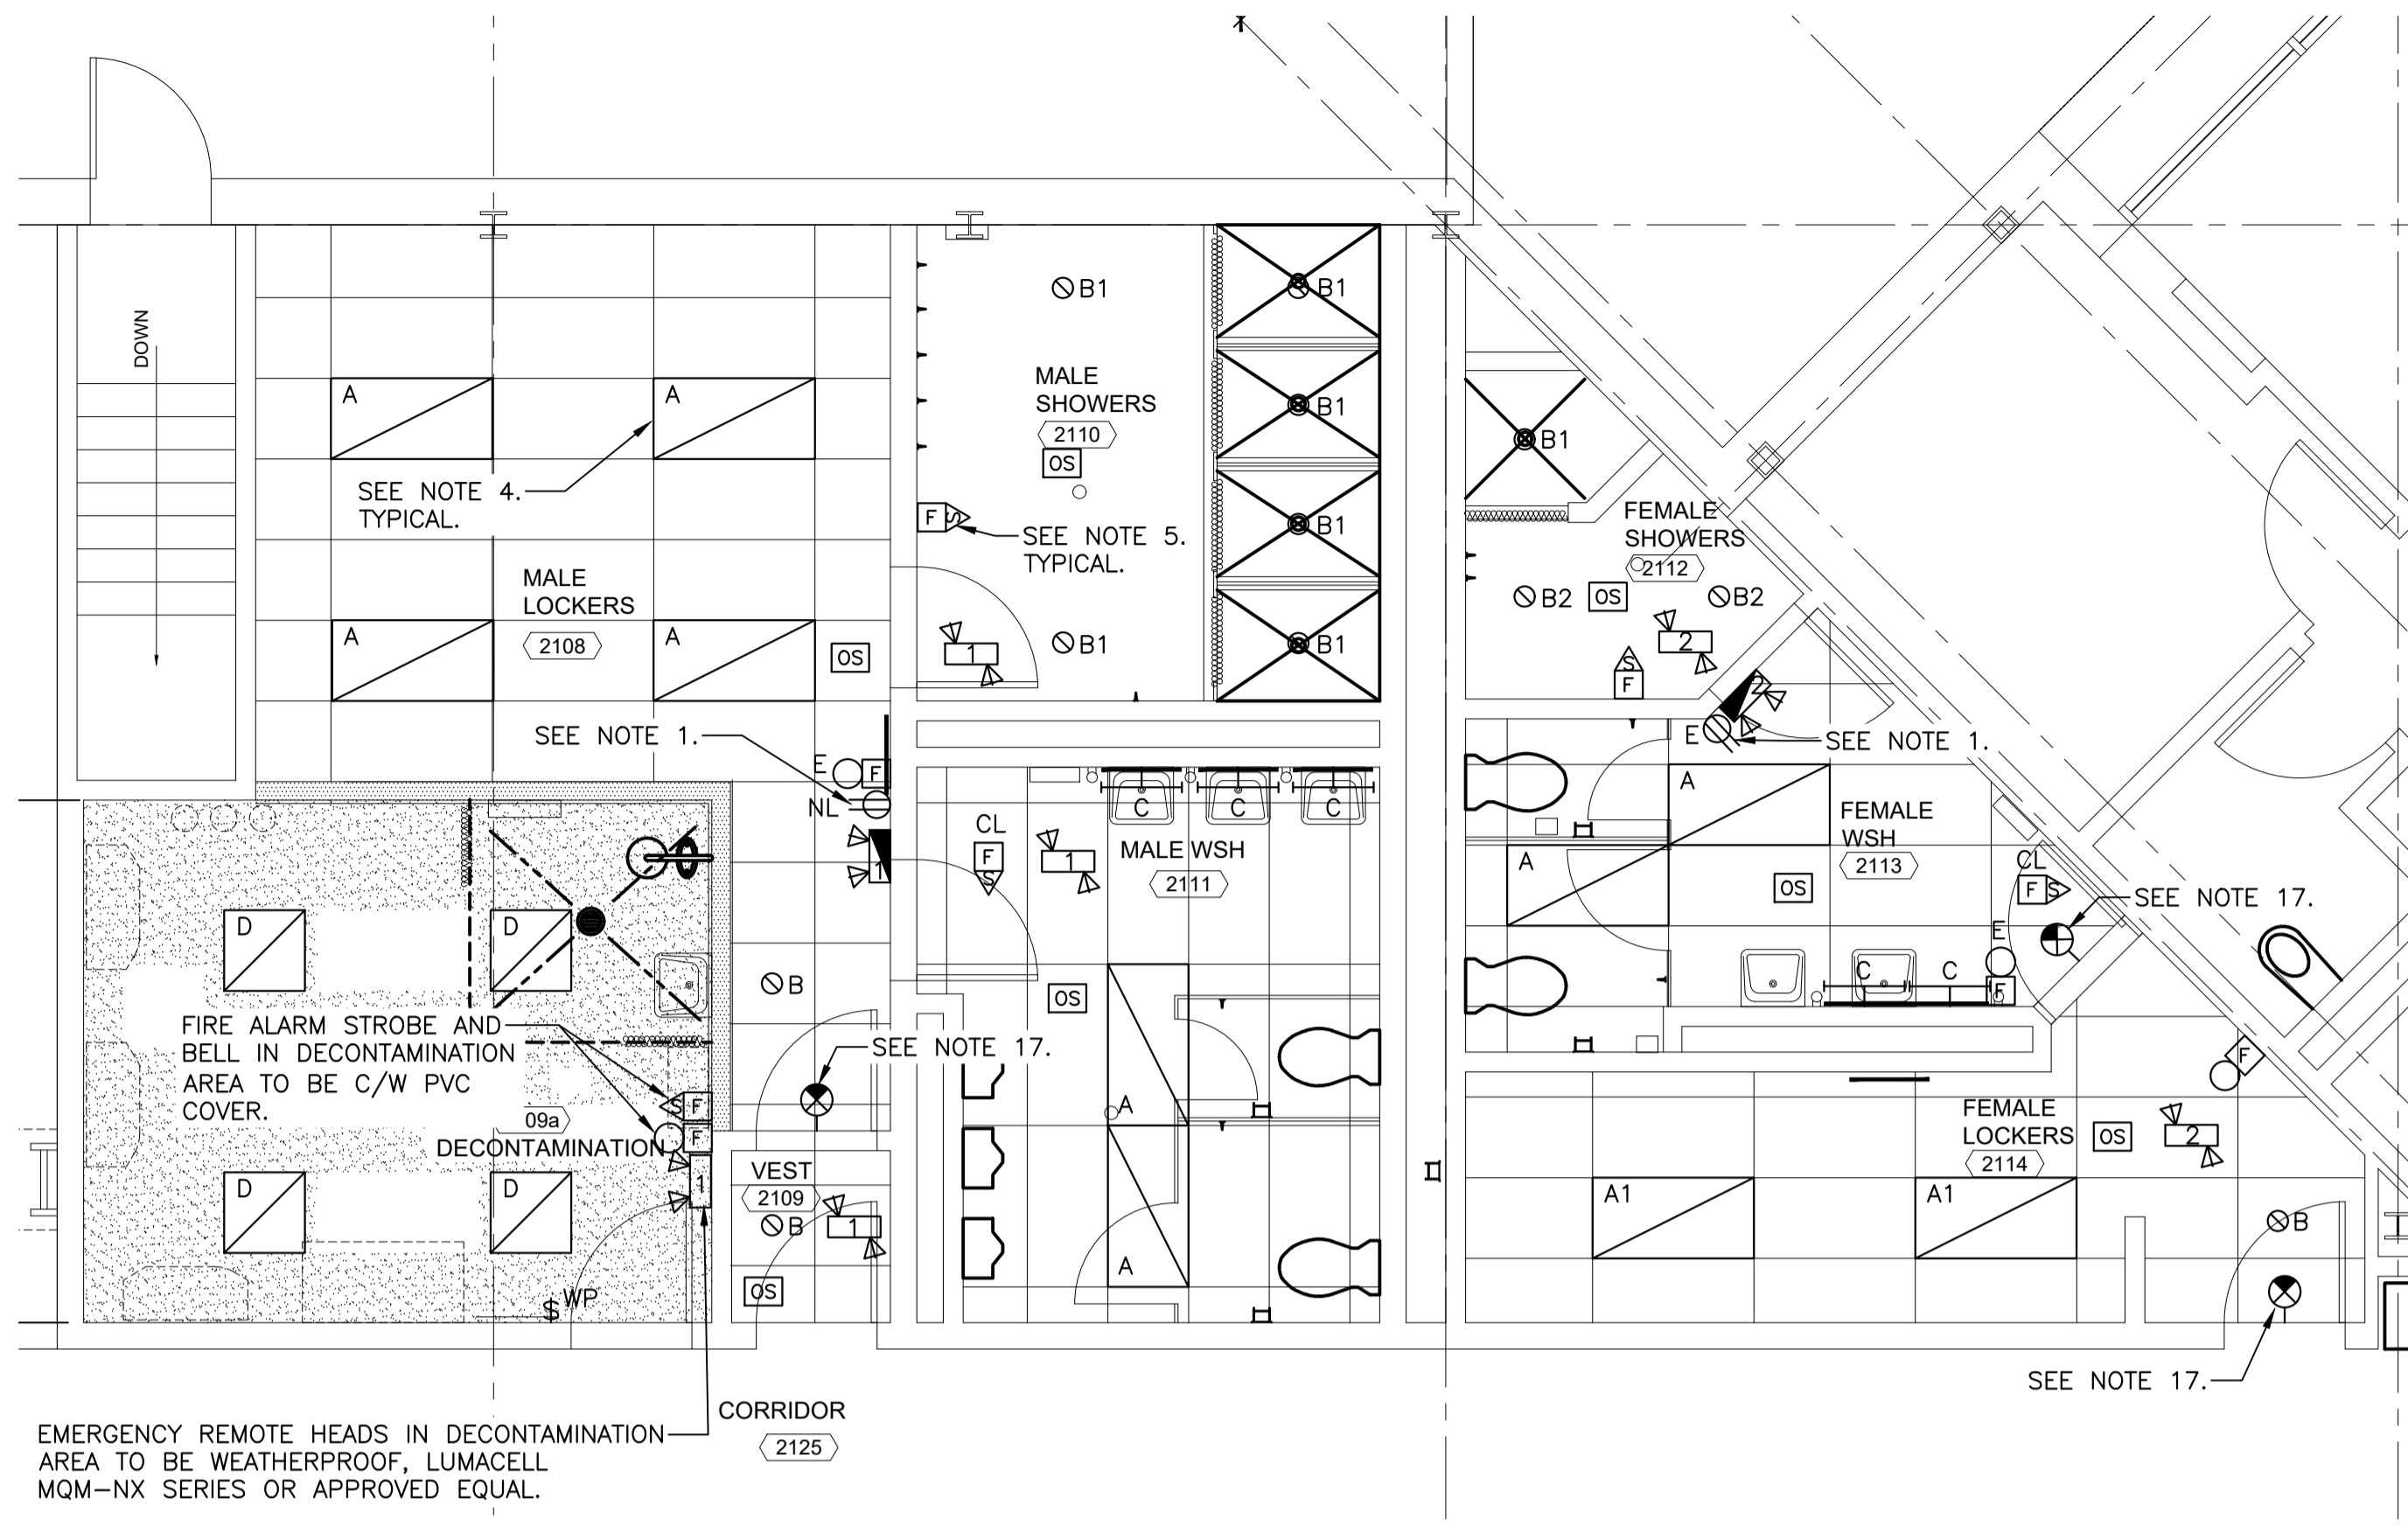 DOWN
A
A
SEE NOTE 4.
TYPICAL.
MALE
LOCKERS
2108
A
A
OS
SEE NOTE 1.
E
F
NL
1
B1
B1
MALE
SHOWERS
2110
OS
B1
F S
SEE NOTE 5.
TYPICAL.
B1
1
B1
B1
B1
FEMALE
SHOWERS
2112
B2
OS
B2
2
S
F
2
E
SEE NOTE 1.
CL
F
S
1
C
C
C
MALE WSH
2111
OS
A
A
A
A
FEMALE
WSH
2113
OS
CL
F S
SEE NOTE 17.
E
F
C
C
D
D
FIRE ALARM STROBE AND
BELL IN DECONTAMINATION
AREA TO BE C/W PVC
COVER.
S F
F
09a
DECONTAMINATION
1
D
D
$ WP
B
SEE NOTE 17.
VEST
2109
B
1
OS
F
FEMALE
LOCKERS
2114
OS
2
A1
A1
B
SEE NOTE 17.
CORRIDOR
2125
EMERGENCY REMOTE HEADS IN DECONTAMINATION
AREA TO BE WEATHERPROOF, LUMACELL
MQM-NX SERIES OR APPROVED EQUAL.